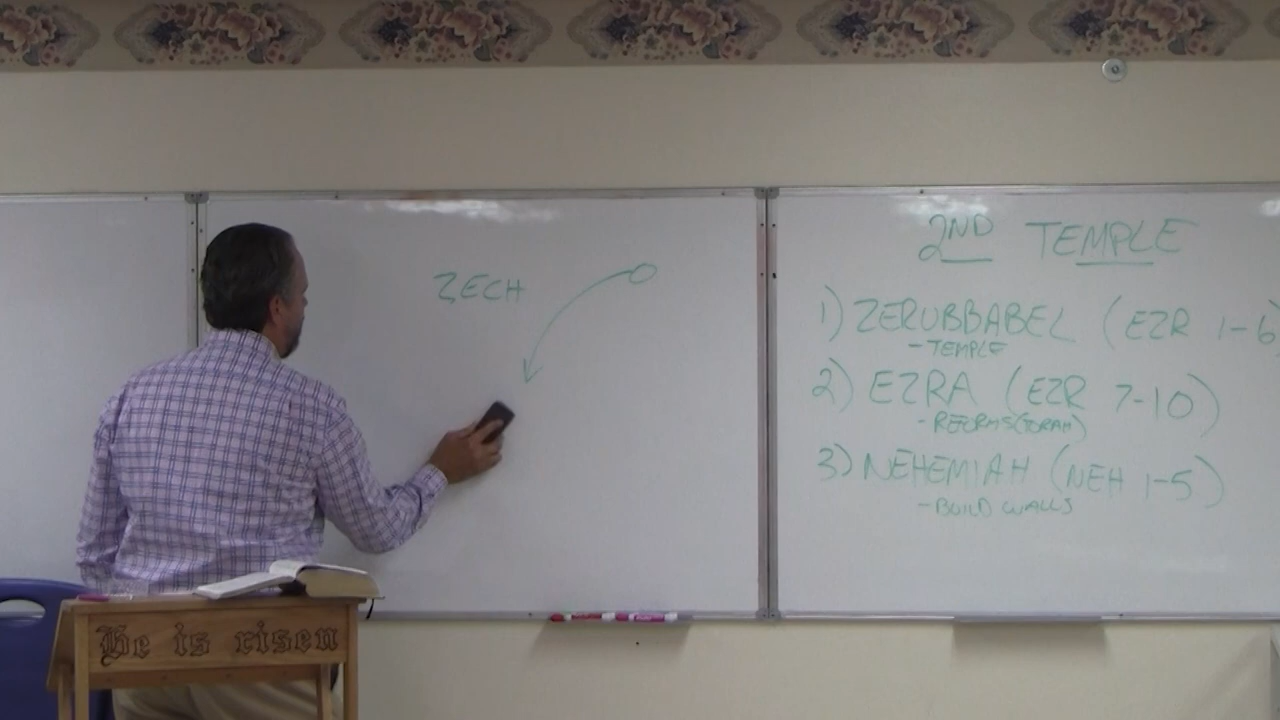 ZECH
2ND TEMPLE
1) ZERUBBABEL (EZR 1-6)
- TEMPLE
2) EZRA (EZR 7-10)
- REFORMS (TORAH)
3) NEHEMIAH (NEH 1-5)
- BUILD WALLS
He is risen